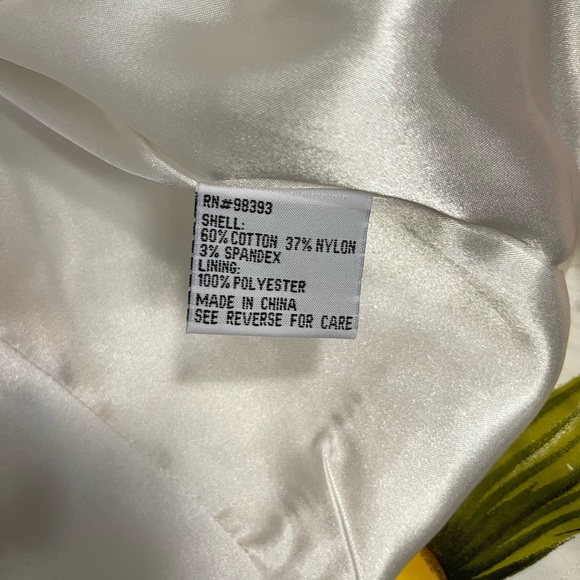 RN#98393
SHELL:
60% COTTON 37% NYLON
3% SPANDEX
LINING:
100% POLYESTER
MADE IN CHINA
SEE REVERSE FOR CARE